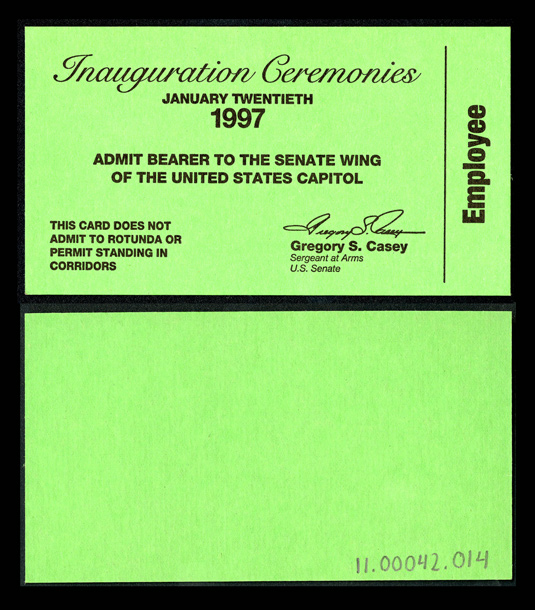 Inauguration Ceremonies
JANUARY TWENTIETH
1997
ADMIT BEARER TO THE SENATE WING
OF THE UNITED STATES CAPITOL
THIS CARD DOES NOT
ADMIT TO ROTUNDA OR
PERMIT STANDING IN
CORRIDORS
Gregory S. Casey
Gregory S. Casey
Sergeant at Arms
U.S. Senate
Employee
11.00042.014